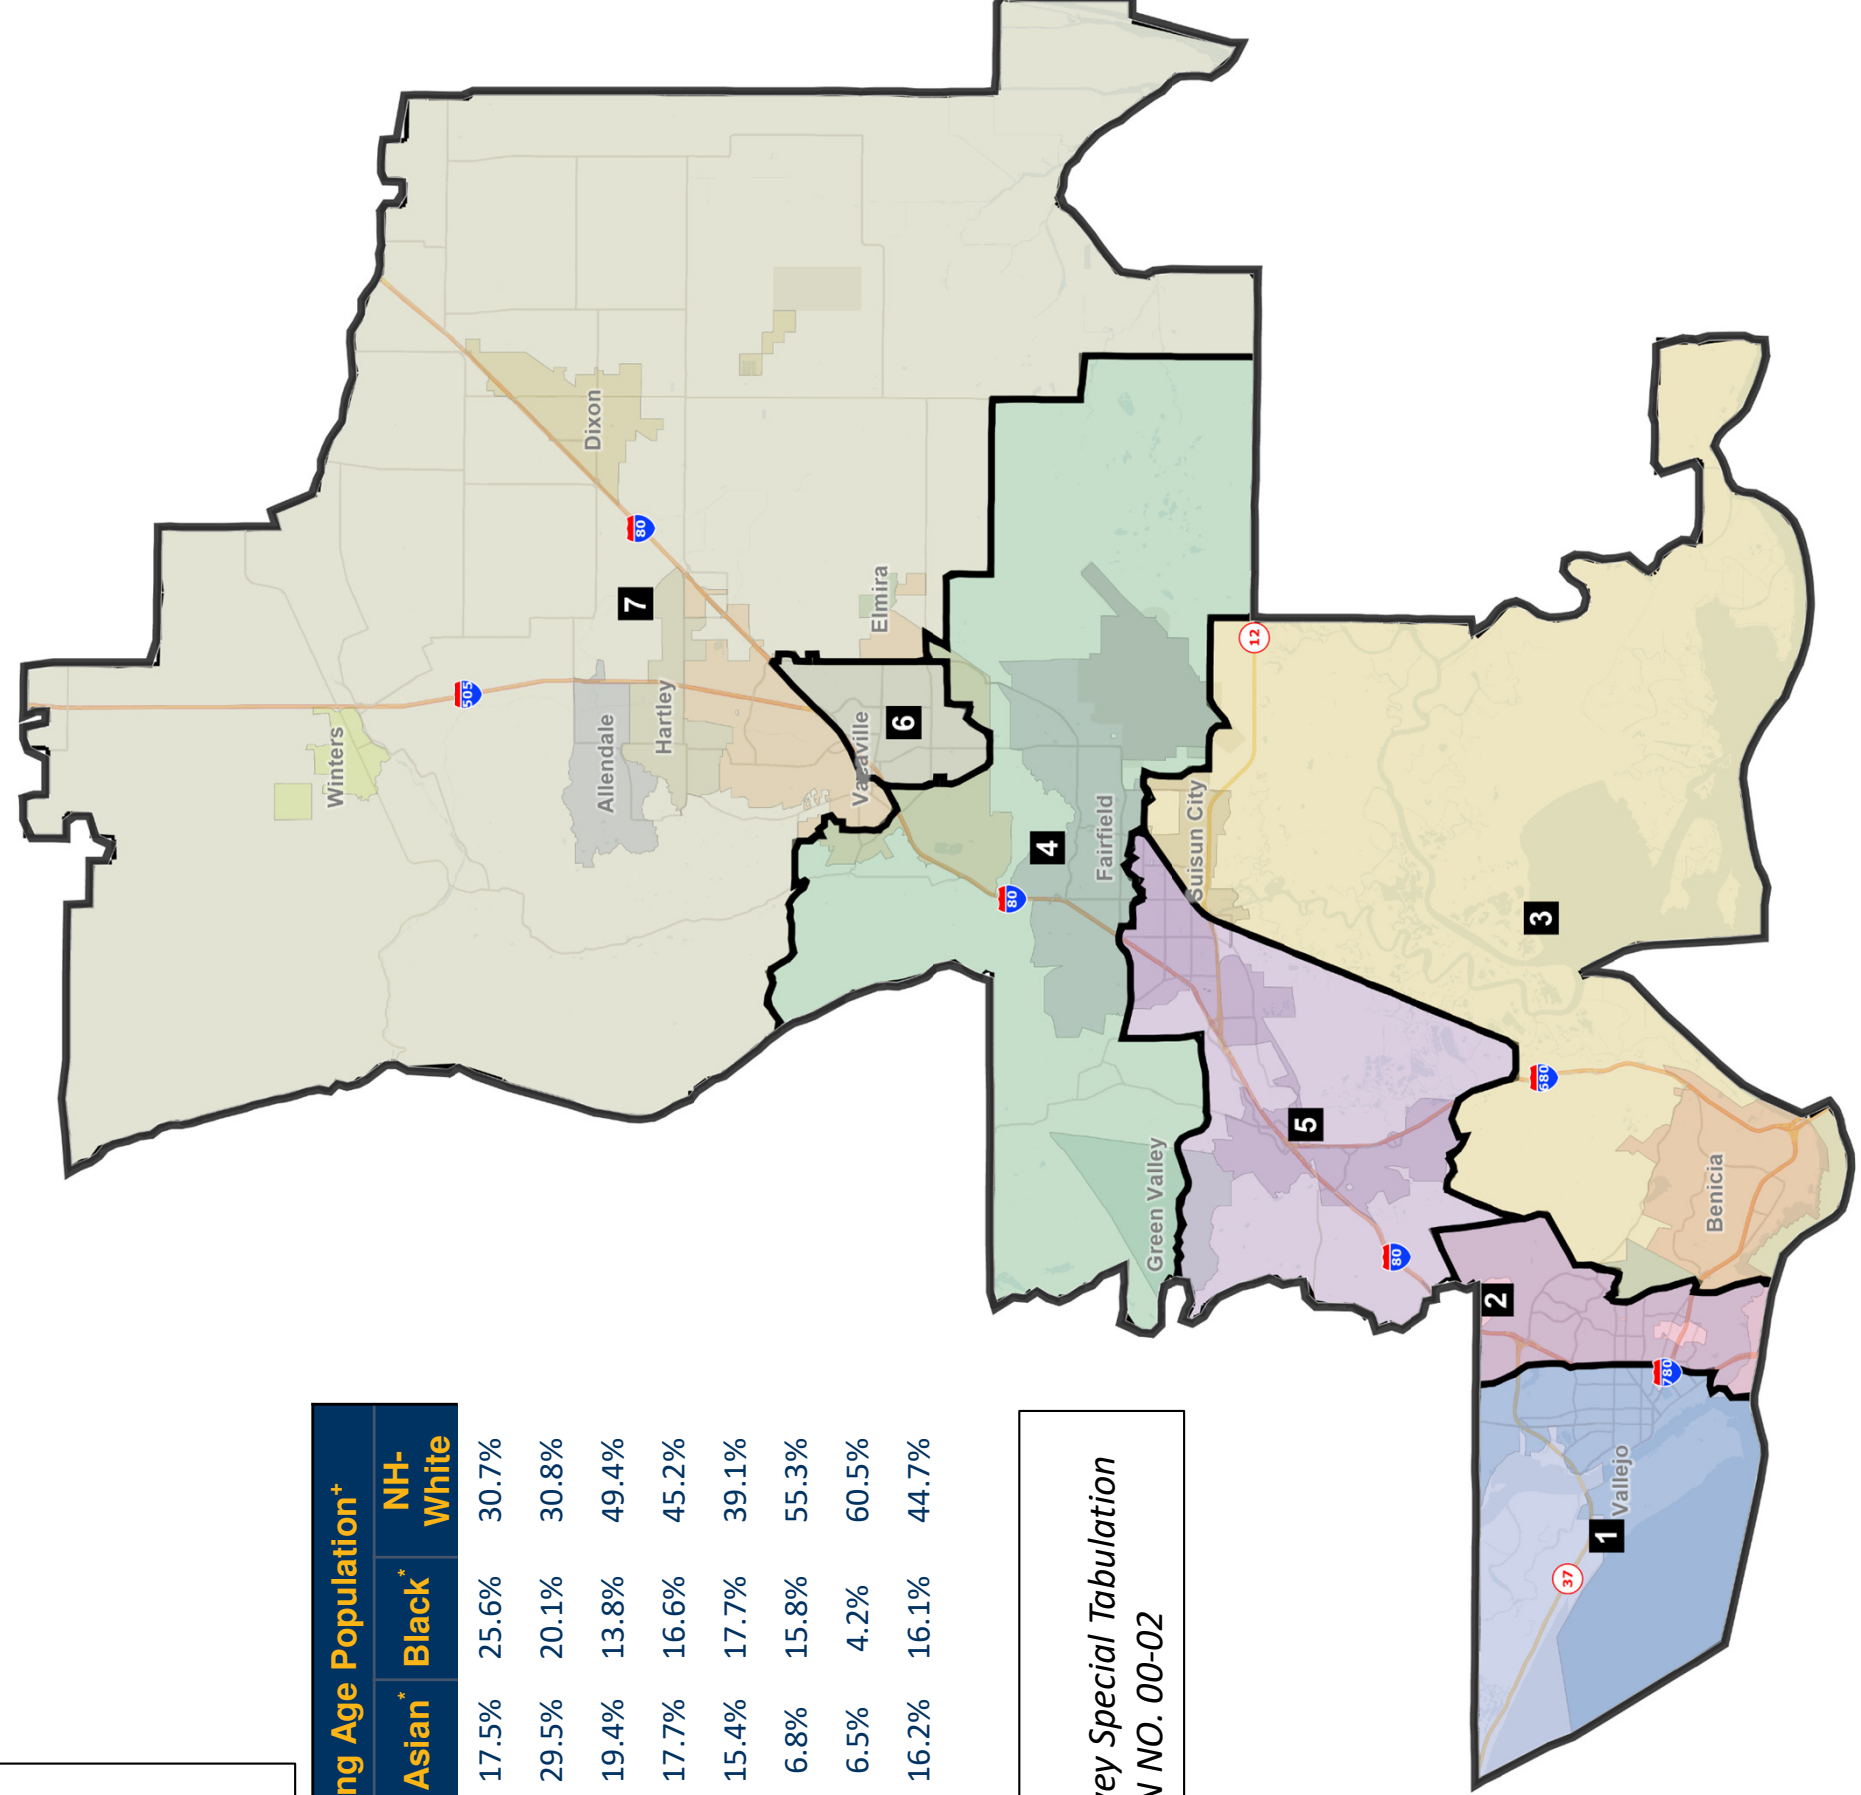 ng Age Population+
Asian* Black* NH-White
17.5% 25.6% 30.7%
29.5% 20.1% 30.8%
19.4% 13.8% 49.4%
17.7% 16.6% 45.2%
15.4% 17.7% 39.1%
6.8% 15.8% 55.3%
6.5% 4.2% 60.5%
16.2% 16.1% 44.7%
vey Special Tabulation
N NO. 00-02
Winters
505
Allendale
Hartley
7
80
Dixon
Vacaville
6
Elmira
80
4
Fairfield
Green Valley
Suisun City
12
5
80
3
680
2
Benicia
780
1
Vallejo
37